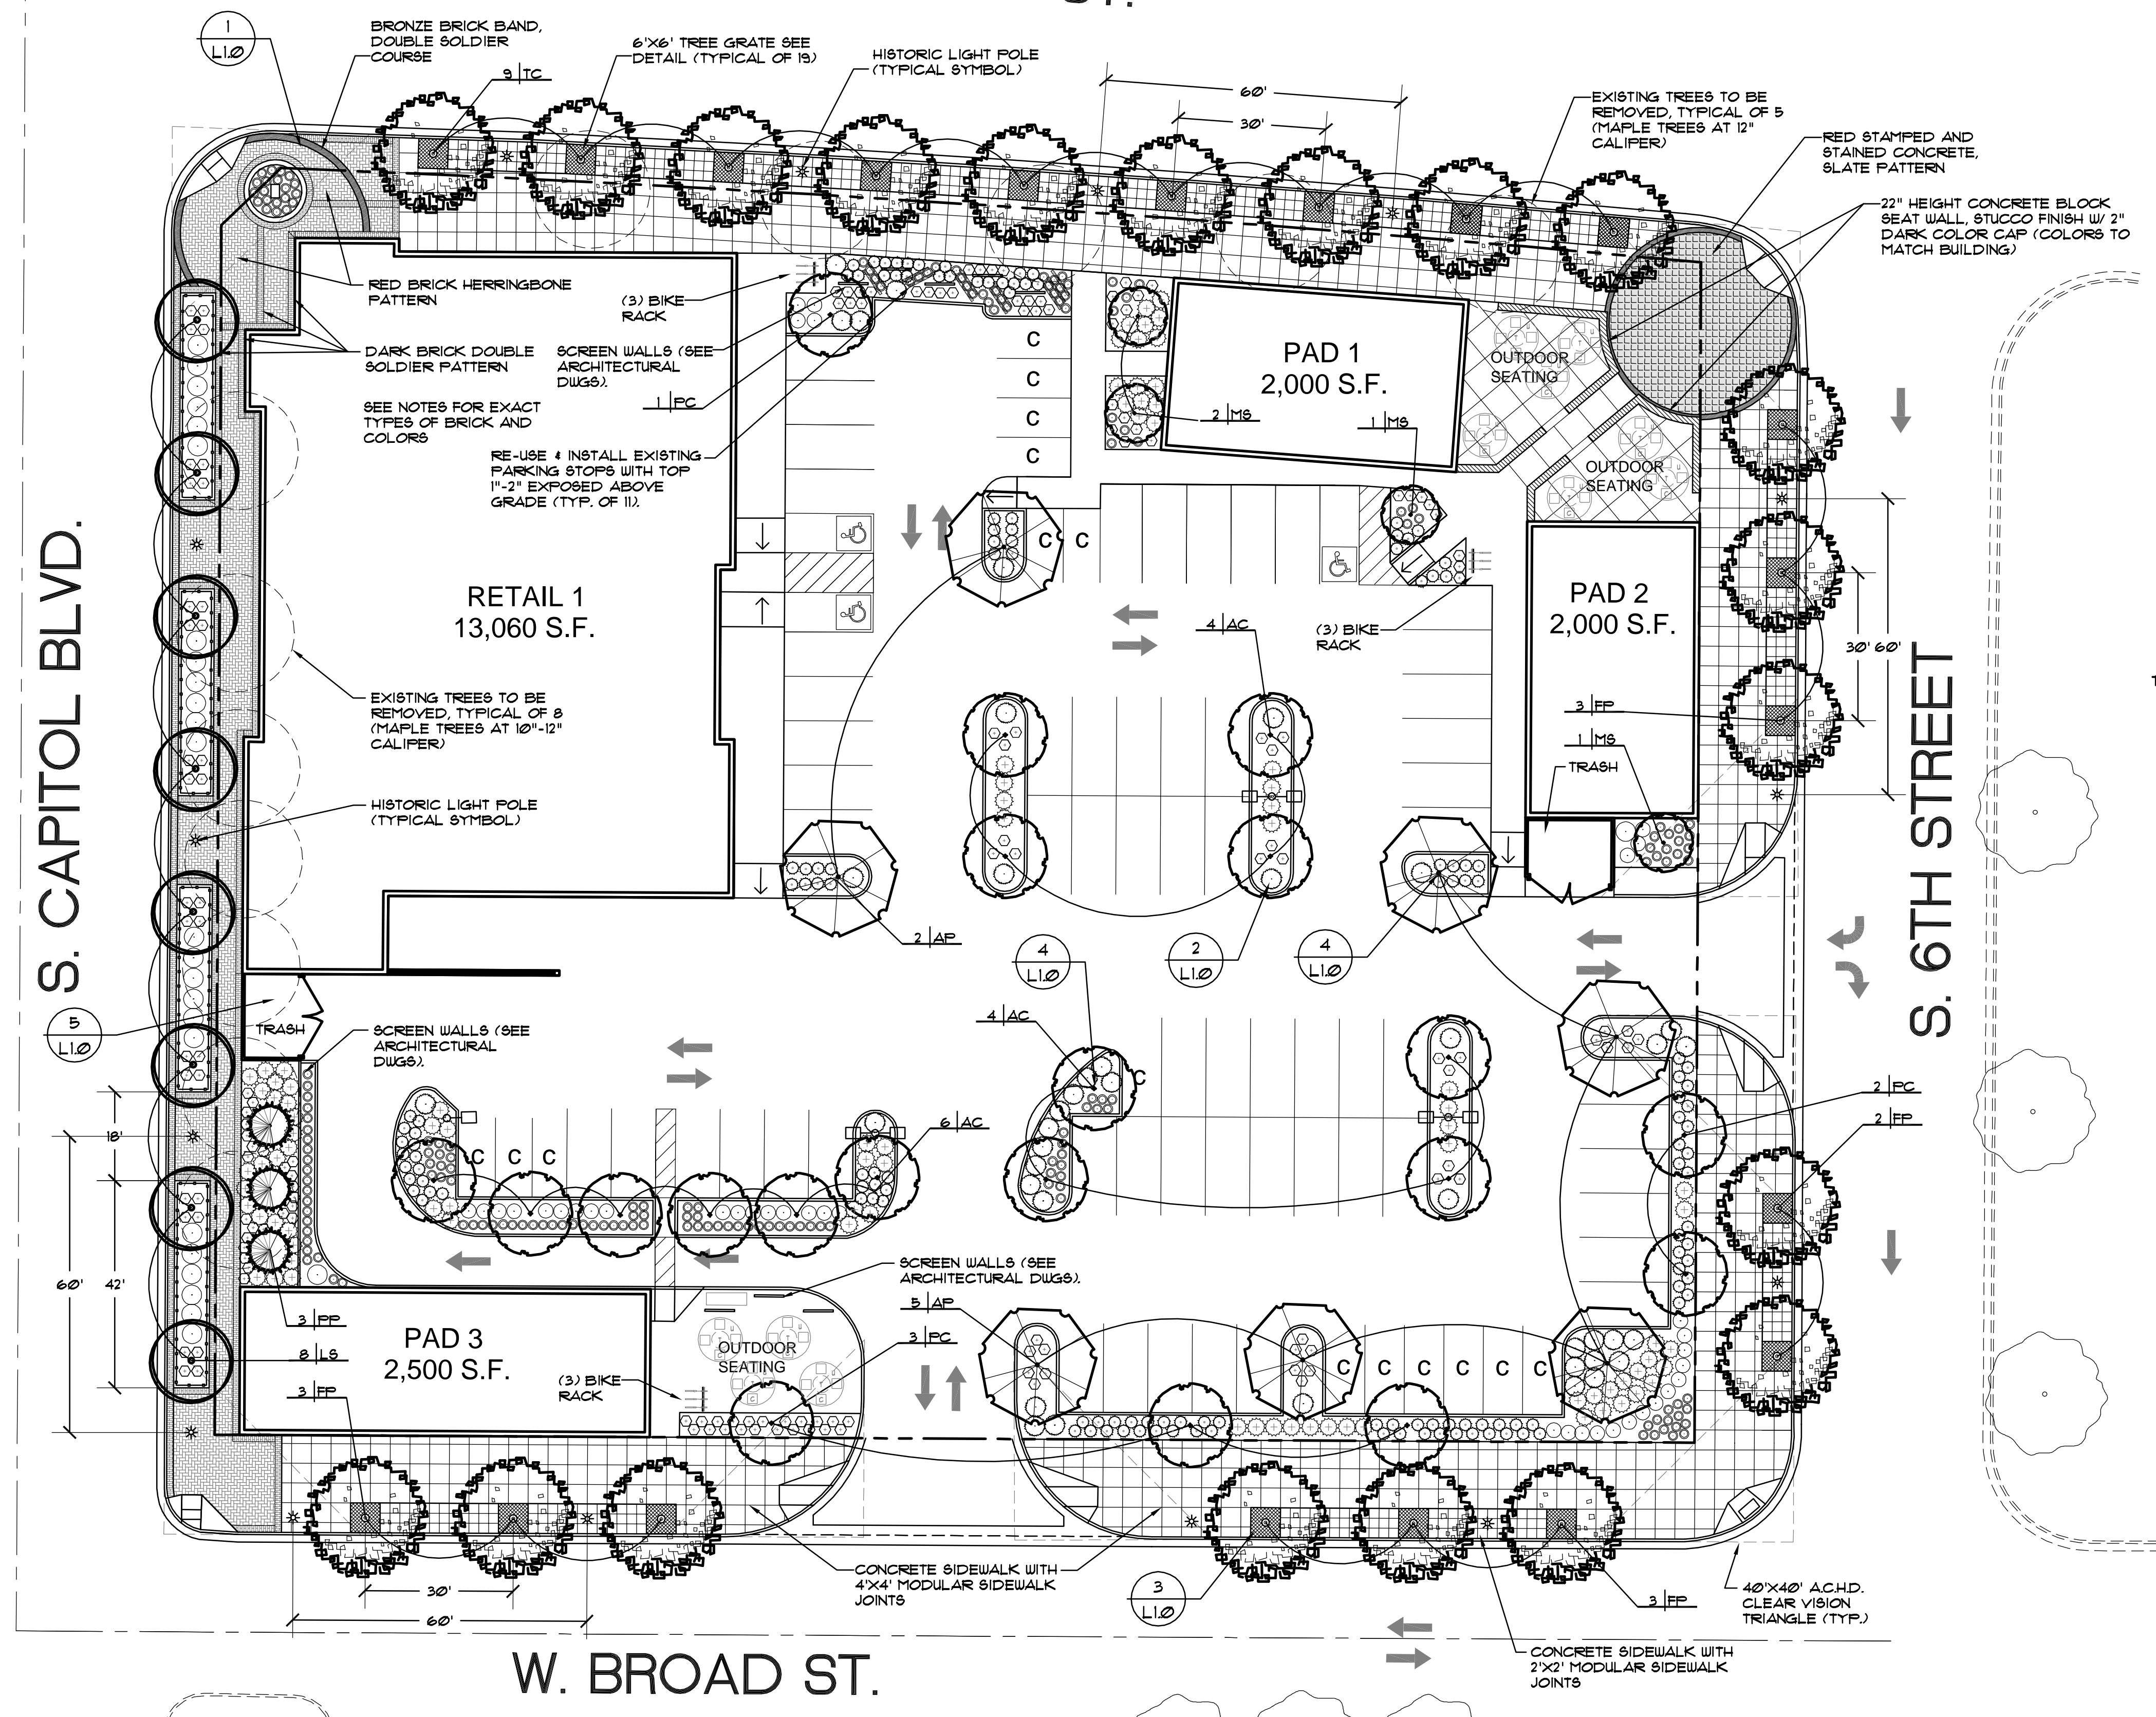 ST.
1
L1.0
BRONZE BRICK BAND,
DOUBLE SOLDIER
COURSE
9 | TC
6'X6' TREE GRATE SEE
DETAIL (TYPICAL OF 19)
HISTORIC LIGHT POLE
(TYPICAL SYMBOL)
60'
30'
EXISTING TREES TO BE
REMOVED, TYPICAL OF 5
(MAPLE TREES AT 12"
CALIPER)
RED STAMPED AND
STAINED CONCRETE,
SLATE PATTERN
22" HEIGHT CONCRETE BLOCK
SEAT WALL, STUCCO FINISH W/ 2"
DARK COLOR CAP (COLORS TO
MATCH BUILDING)
RED BRICK HERRINGBONE
PATTERN
(3) BIKE
RACK
DARK BRICK DOUBLE
SOLDIER PATTERN
SCREEN WALLS (SEE
ARCHITECTURAL
DWGS).
1 | PC
SEE NOTES FOR EXACT
TYPES OF BRICK AND
COLORS
RE-USE & INSTALL EXISTING
PARKING STOPS WITH TOP
1"-2" EXPOSED ABOVE
GRADE (TYP. OF 11).
C
C
C
C
PAD 1
2,000 S.F.
2 | MS
1 | MS
OUTDOOR
SEATING
OUTDOOR
SEATING
C C
S. CAPITOL BLVD.
RETAIL 1
13,060 S.F.
4 | AC
(3) BIKE
RACK
PAD 2
2,000 S.F.
30' 60'
3 | FP
1 | MS
TRASH
S. 6TH STREET
EXISTING TREES TO BE
REMOVED, TYPICAL OF 8
(MAPLE TREES AT 10"-12"
CALIPER)
HISTORIC LIGHT POLE
(TYPICAL SYMBOL)
2 | AP
4
L1.0
2
L1.0
4
L1.0
5
L1.0
TRASH
SCREEN WALLS (SEE
ARCHITECTURAL
DWGS).
4 | AC
C
2 | PC
2 | FP
18'
6 | AC
C C C
60' 42'
3 | PP
8 | LS
3 | FP
PAD 3
2,500 S.F.
SCREEN WALLS (SEE
ARCHITECTURAL DWGS).
5 | AP
3 | PC
OUTDOOR
SEATING
(3) BIKE
RACK
C C C C C C
30'
60'
CONCRETE SIDEWALK WITH
4'X4' MODULAR SIDEWALK
JOINTS
3
L1.0
3 | FP
40'X40' A.C.H.D.
CLEAR VISION
TRIANGLE (TYP.)
CONCRETE SIDEWALK WITH
2'X2' MODULAR SIDEWALK
JOINTS
W. BROAD ST.